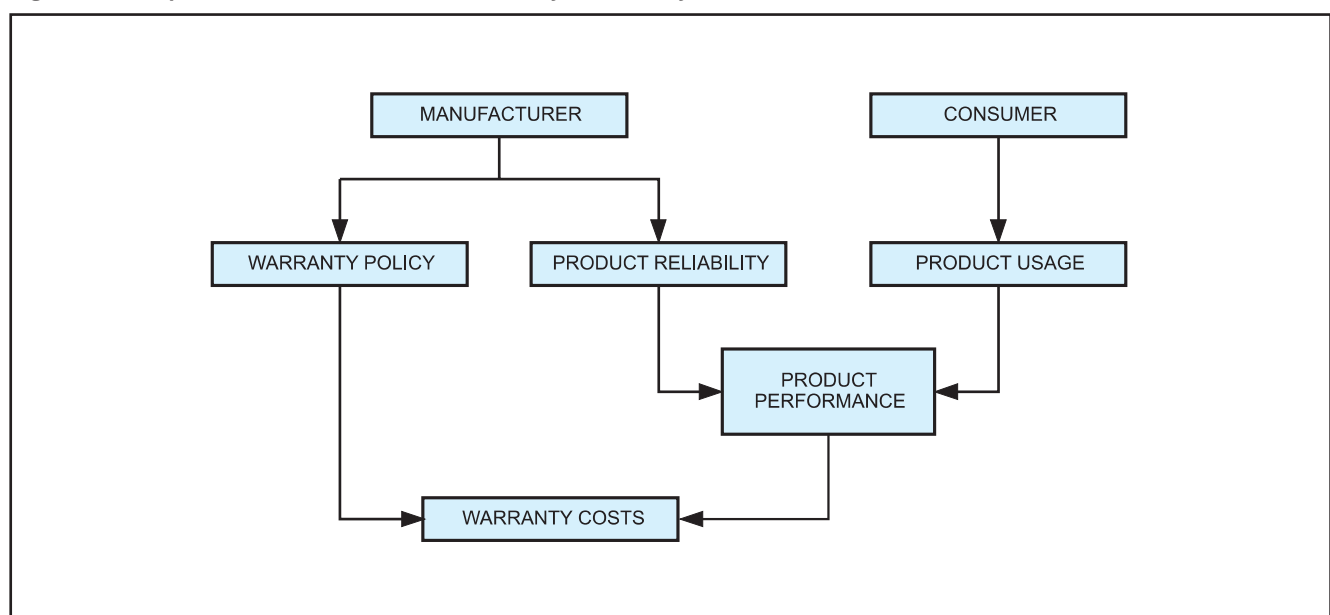 MANUFACTURER
CONSUMER
WARRANTY POLICY
PRODUCT RELIABILITY
PRODUCT USAGE
PRODUCT
PERFORMANCE
WARRANTY COSTS